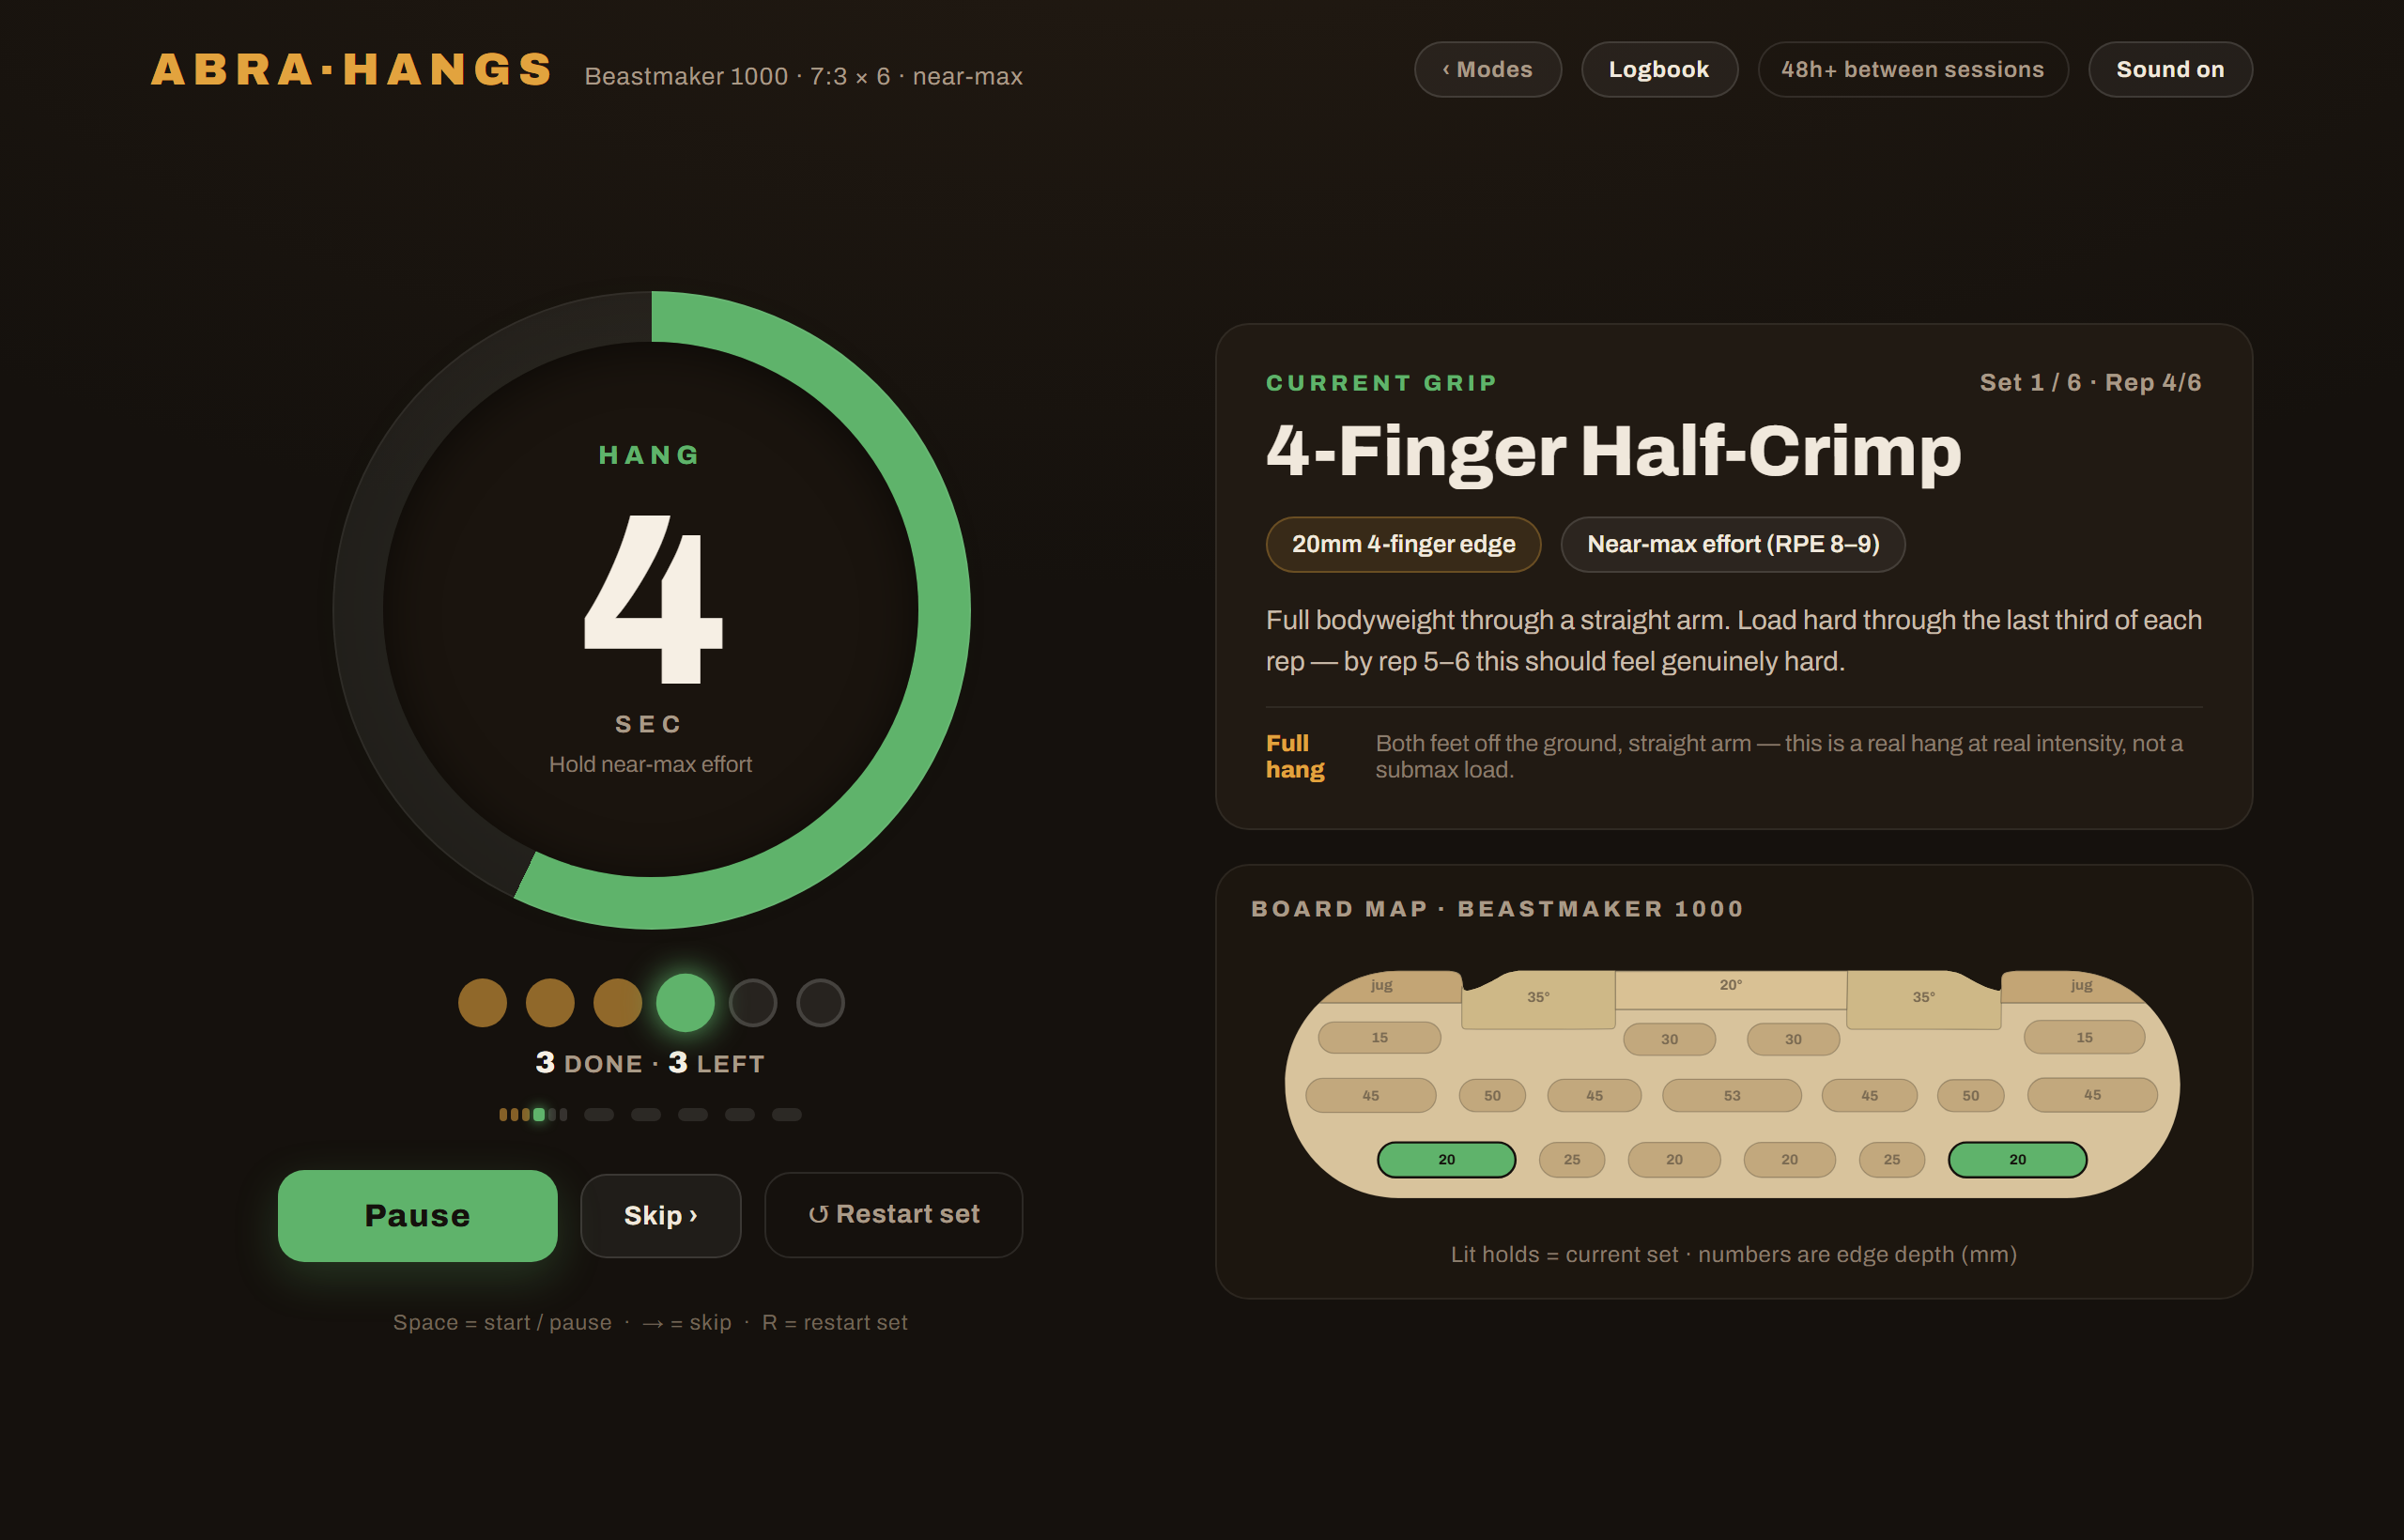 ABRA·HANGS
Beastmaker 1000 · 7:3 × 6 · near-max
‹ Modes
Logbook
48h+ between sessions
Sound on
HANG
4
SEC
Hold near-max effort
3 DONE · 3 LEFT
Pause
Skip ›
↺ Restart set
Space = start / pause · → = skip · R = restart set
CURRENT GRIP
Set 1 / 6 · Rep 4/6
4-Finger Half-Crimp
20mm 4-finger edge
Near-max effort (RPE 8–9)
Full bodyweight through a straight arm. Load hard through the last third of each
rep — by rep 5–6 this should feel genuinely hard.
Full
hang
Both feet off the ground, straight arm — this is a real hang at real intensity, not a
submax load.
BOARD MAP · BEASTMAKER 1000
jug 35° 20° 35° jug
15 30 30 15
45 50 45 53 45 50 45
20 25 20 20 25 20
Lit holds = current set · numbers are edge depth (mm)